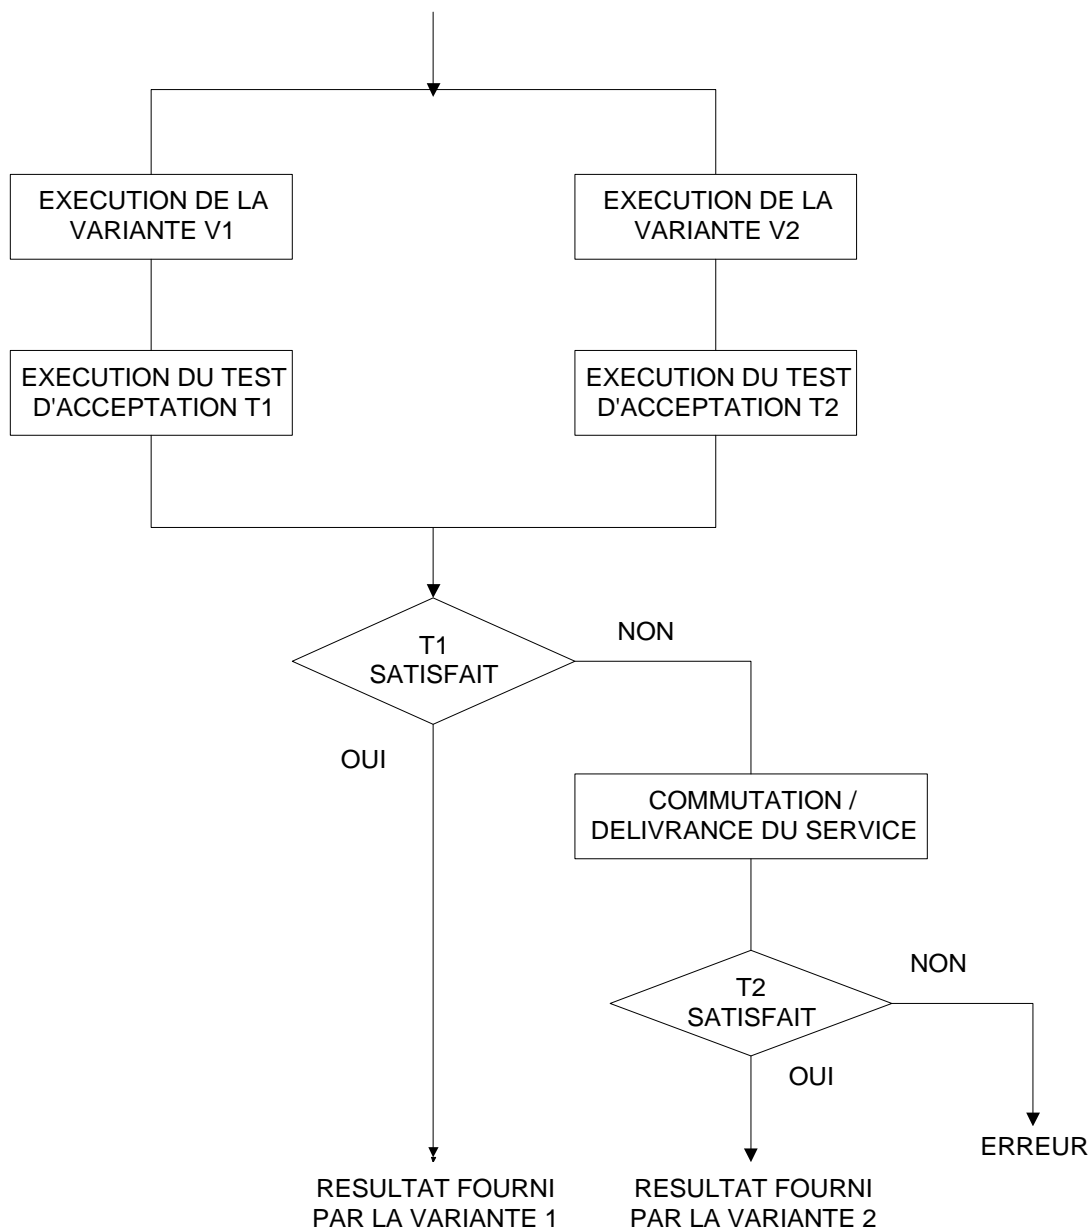 EXECUTION DE LA
VARIANTE V1
EXECUTION DE LA
VARIANTE V2
EXECUTION DU TEST
D'ACCEPTATION T1
EXECUTION DU TEST
D'ACCEPTATION T2
T1
SATISFAIT
NON
OUI
COMMUTATION /
DELIVRANCE DU SERVICE
T2
SATISFAIT
NON
OUI
ERREUR
RESULTAT FOURNI
PAR LA VARIANTE 1
RESULTAT FOURNI
PAR LA VARIANTE 2